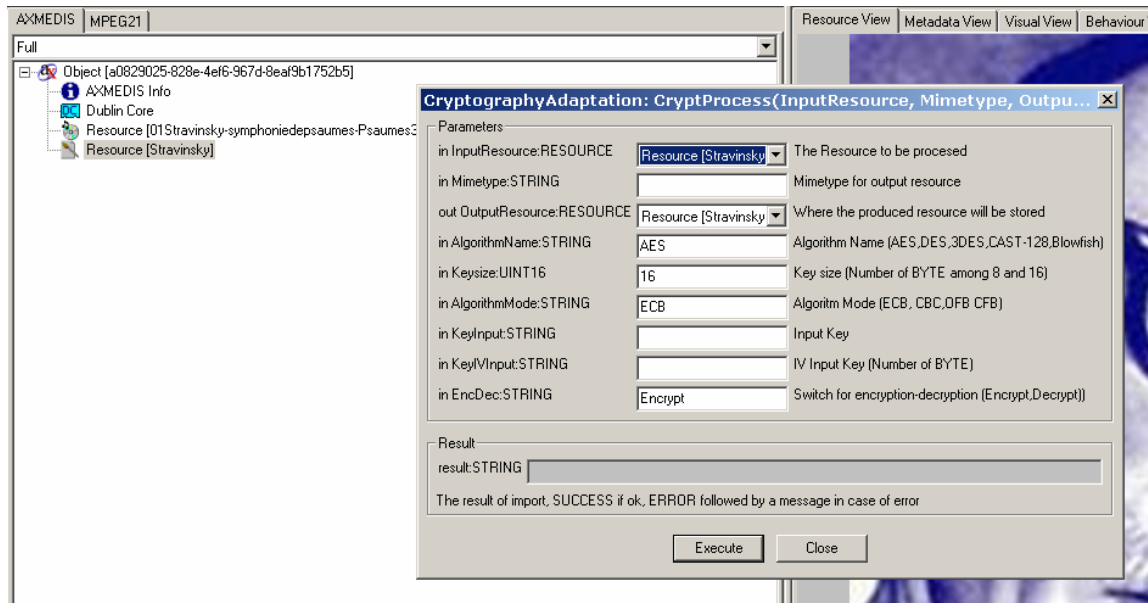 AXMEDIS MPEG21
Full
Object [a0829025-828e-4ef6-967d-8eaf9b1752b5]
AXMEDIS Info
Dublin Core
Resource [01Stravinsky-symphoniedepsaumes-Psaumes3
Resource [Stravinsky]
Resource View Metadata View Visual View Behaviour
CryptographyAdaptation: CryptProcess(InputResource, Mimetype, Outpu...
Parameters
in InputResource:RESOURCE Resource [Stravinsky The Resource to be procesed
in Mimetype:STRING Mimetype for output resource
out OutputResource:RESOURCE Resource [Stravinsky Where the produced resource will be stored
in AlgorithmName:STRING AES Algorithm Name (AES,DES,3DES,CAST-128,Blowfish)
in Keysize:UINT16 16 Key size (Number of BYTE among 8 and 16)
in AlgorithmMode:STRING ECB Algoritm Mode (ECB, CBC,OFB CFB)
in KeyInput:STRING Input Key
in KeyIVInput:STRING IV Input Key (Number of BYTE)
in EncDec:STRING Encrypt Switch for encryption-decryption (Encrypt,Decrypt))
Result
result:STRING
The result of import, SUCCESS if ok, ERROR followed by a message in case of error
Execute Close